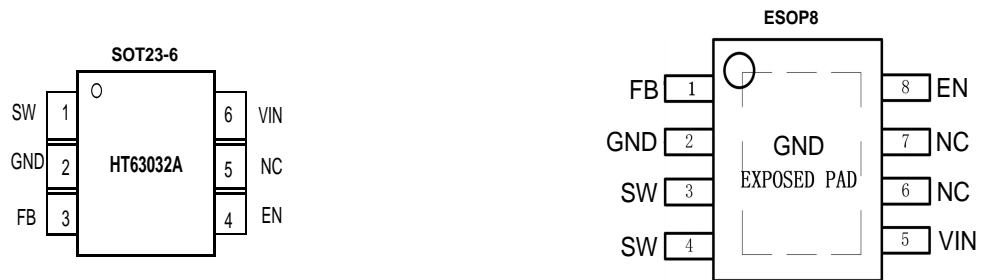 SOT23-6
SW 1 6 VIN
GND 2 HT63032A 5 NC
FB 3 4 EN
ESOP8
FB 1 8 EN
GND 2 GND 7 NC
EXPOSED PAD
SW 3 6 NC
SW 4 5 VIN